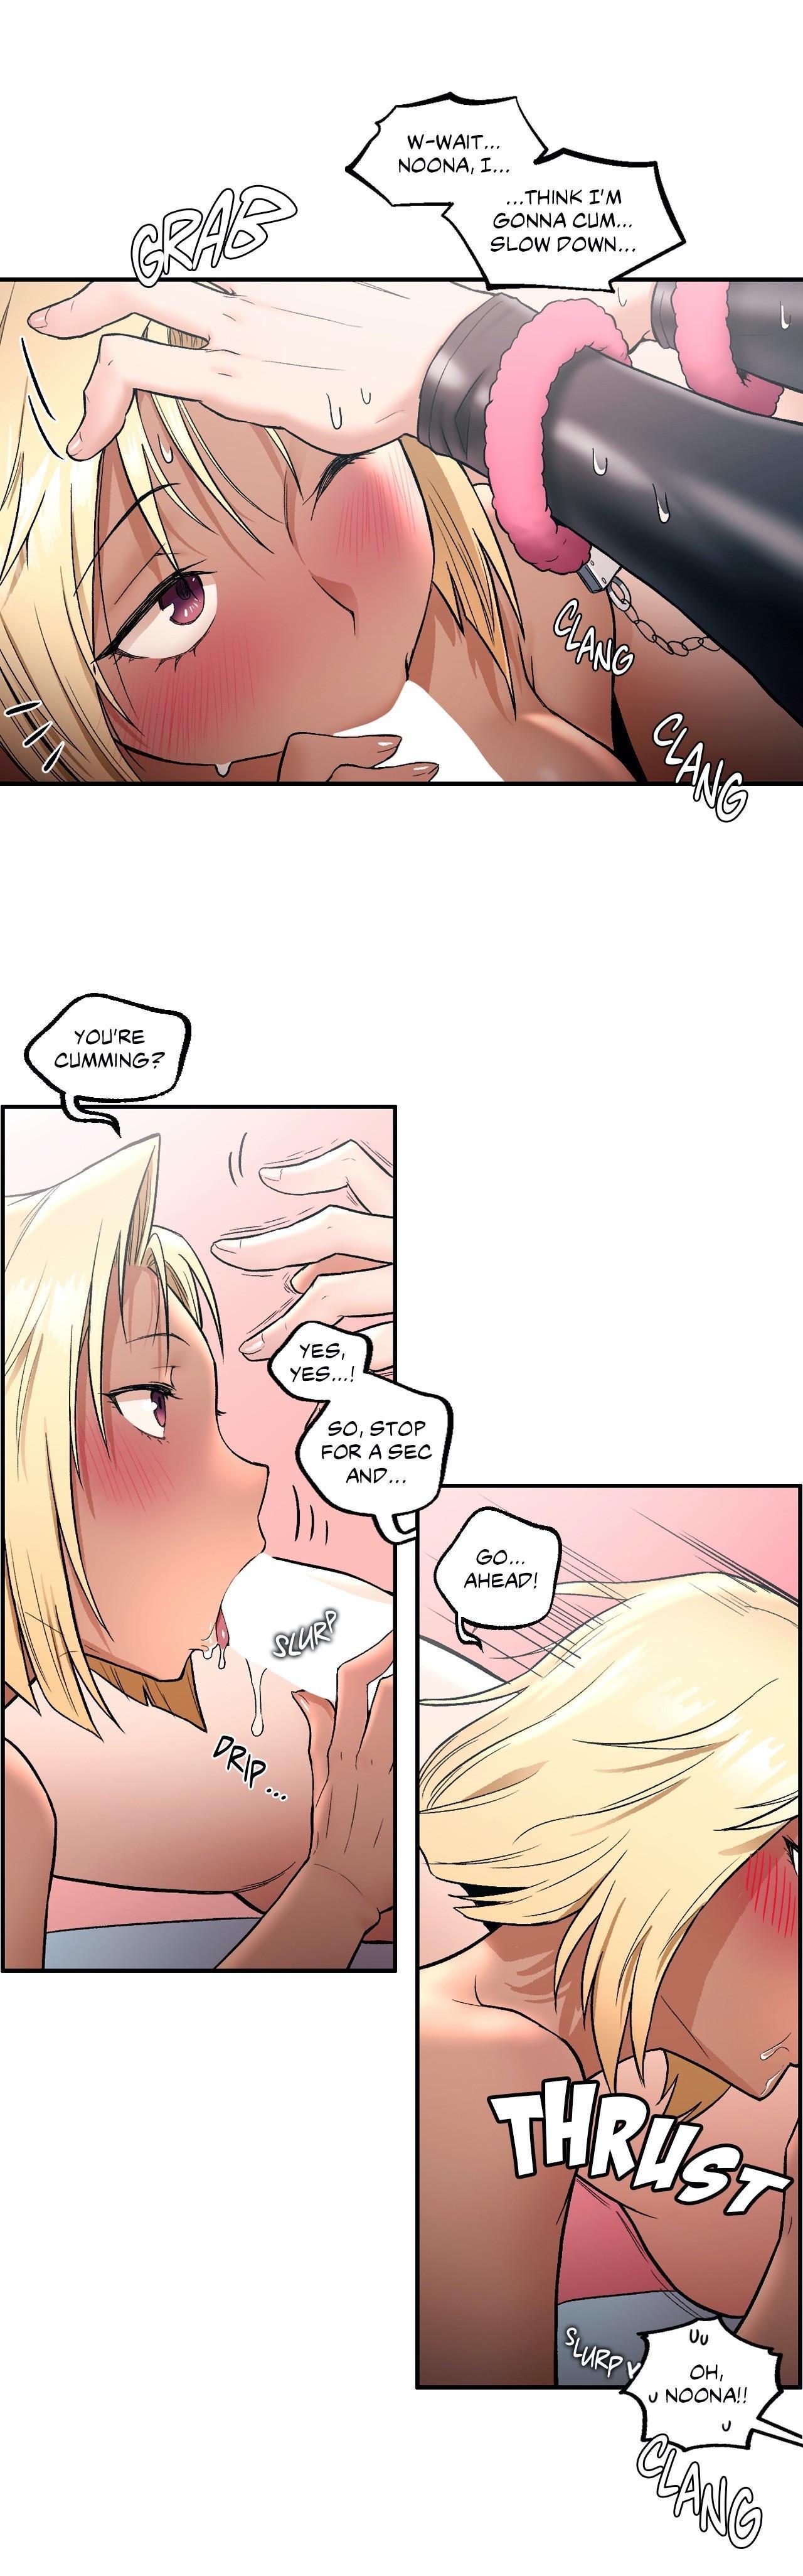 W-WAIT...
NOONA, I...
...THINK I'M
GONNA CUM...
SLOW DOWN...
GRAB
CLANG
CLANG
YOU'RE
CUMMING?
YES,
YES...!
SO, STOP
FOR A SEC
AND...
SLURP
DRIP...
GO...
AHEAD!
THRUST
SLURP
OH,
NOONA!!
CLANG